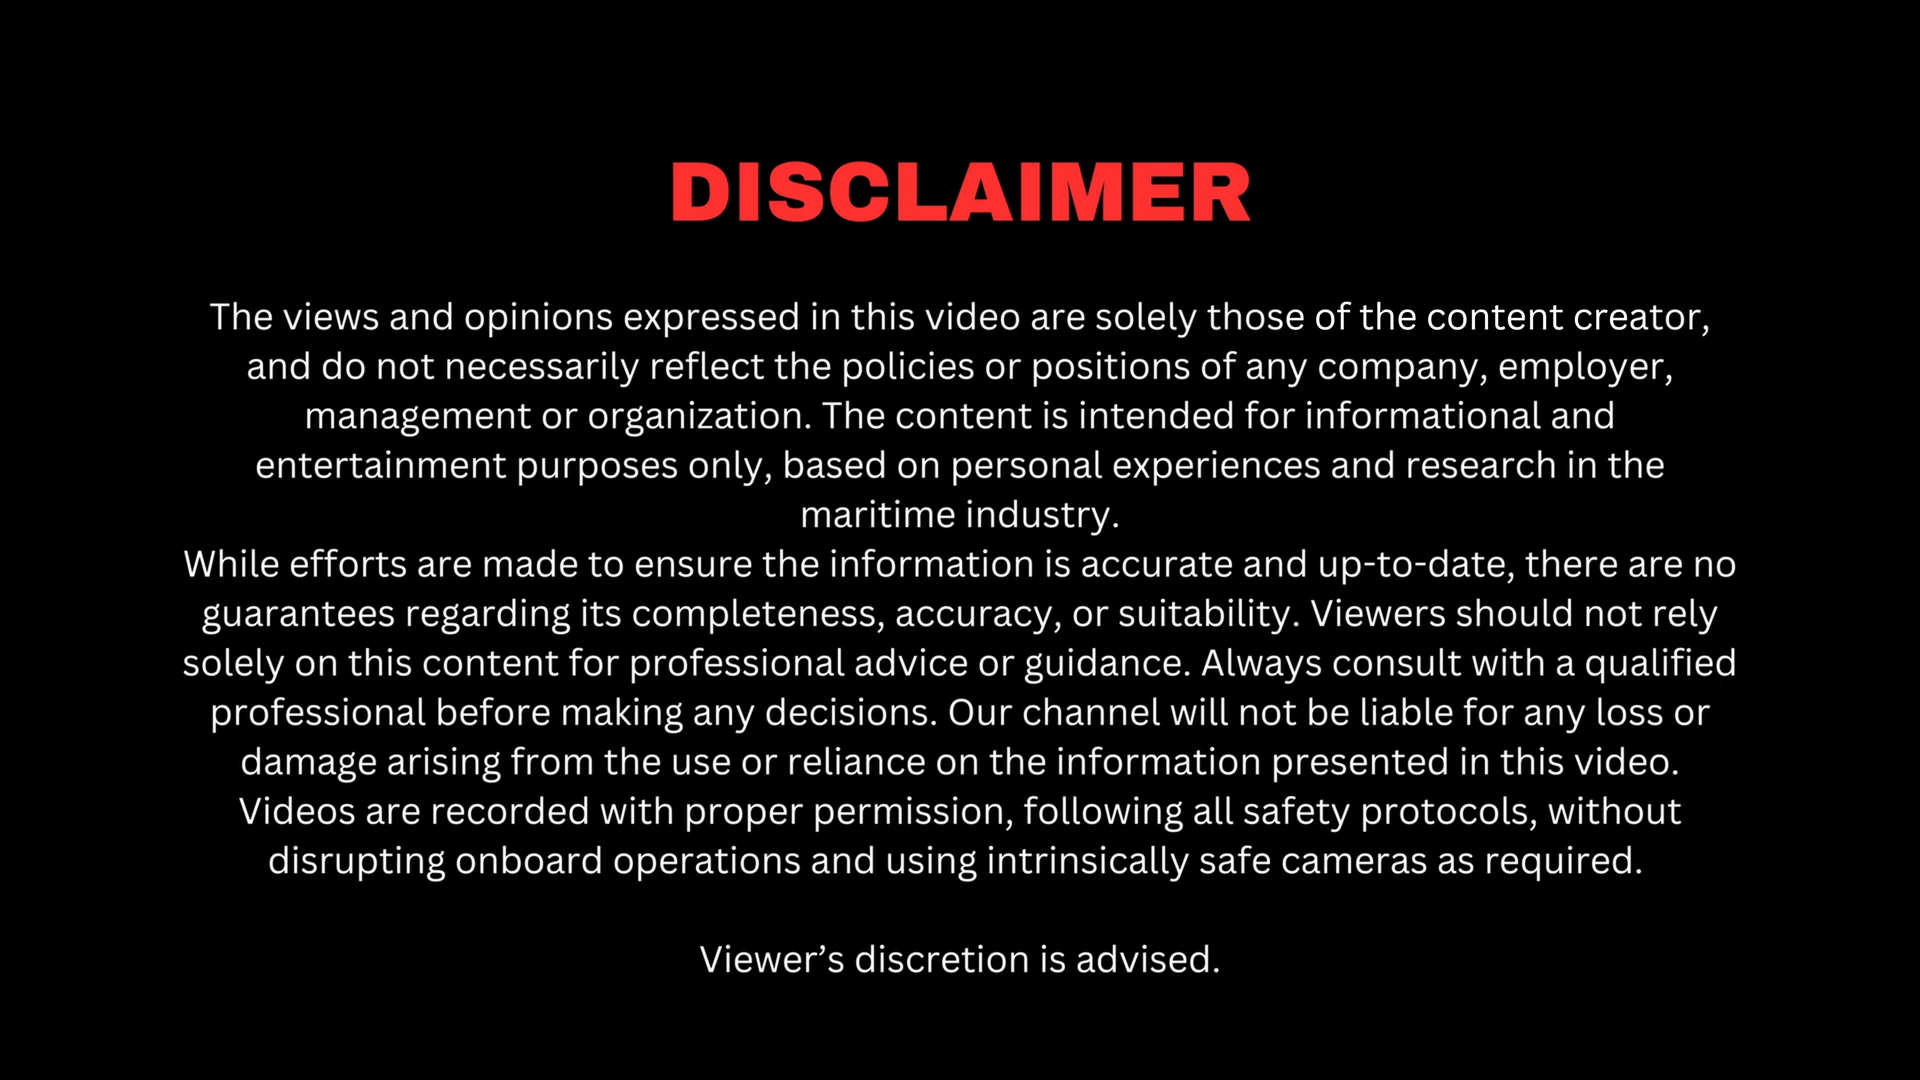 DISCLAIMER
The views and opinions expressed in this video are solely those of the content creator,
and do not necessarily reflect the policies or positions of any company, employer,
management or organization. The content is intended for informational and
entertainment purposes only, based on personal experiences and research in the
maritime industry.
While efforts are made to ensure the information is accurate and up-to-date, there are no
guarantees regarding its completeness, accuracy, or suitability. Viewers should not rely
solely on this content for professional advice or guidance. Always consult with a qualified
professional before making any decisions. Our channel will not be liable for any loss or
damage arising from the use or reliance on the information presented in this video.
Videos are recorded with proper permission, following all safety protocols, without
disrupting onboard operations and using intrinsically safe cameras as required.
Viewer’s discretion is advised.